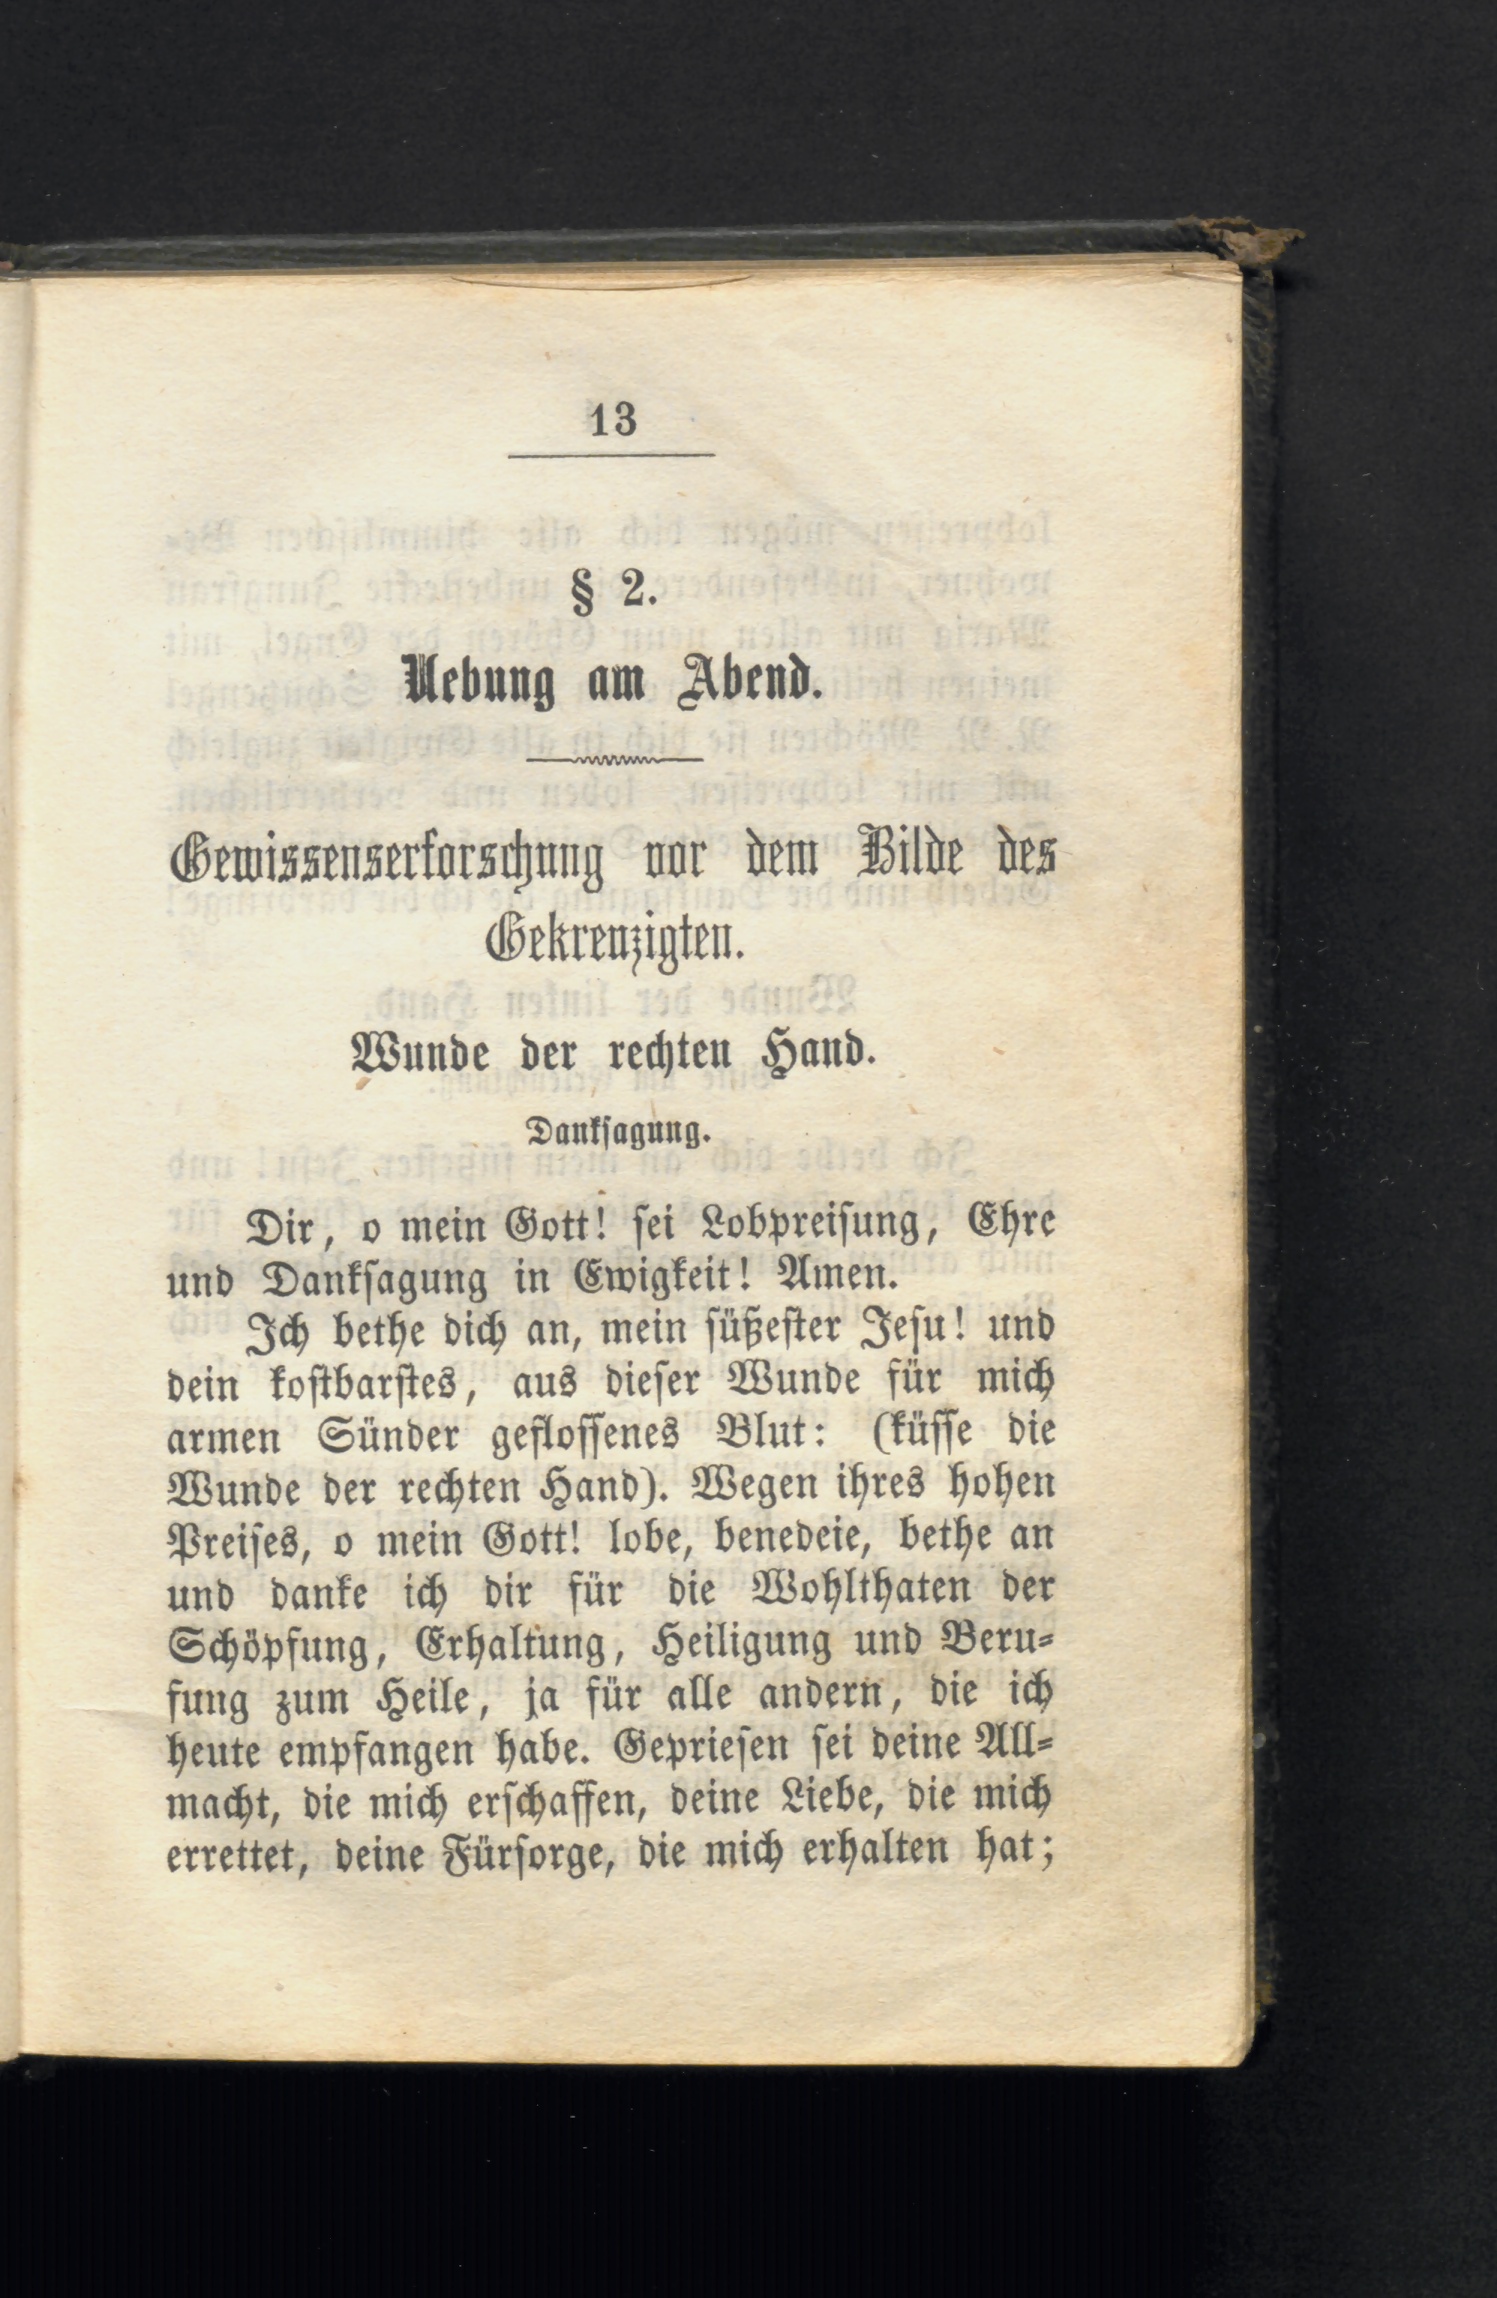 13
§ 2.
Uebung am Abend.
Gewissenserforschung vor dem Bilde des
Gekreuzigten.
Wunde der rechten Hand.
Dankſagung.
Dir, o mein Gott! ſei Lobpreiſung, Ehre
und Dankſagung in Ewigkeit! Amen.
Ich bethe dich an, mein ſüßeſter Jeſu! und
dein koſtbarſtes, aus dieſer Wunde für mich
armen Sünder gefloſſenes Blut: (küſſe die
Wunde der rechten Hand). Wegen ihres hohen
Preiſes, o mein Gott! lobe, benedeie, bethe an
und danke ich dir für die Wohlthaten der
Schöpfung, Erhaltung, Heiligung und Beru⸗
fung zum Heile, ja für alle andern, die ich
heute empfangen habe. Geprieſen ſei deine All⸗
macht, die mich erſchaffen, deine Liebe, die mich
errettet, deine Fürſorge, die mich erhalten hat;